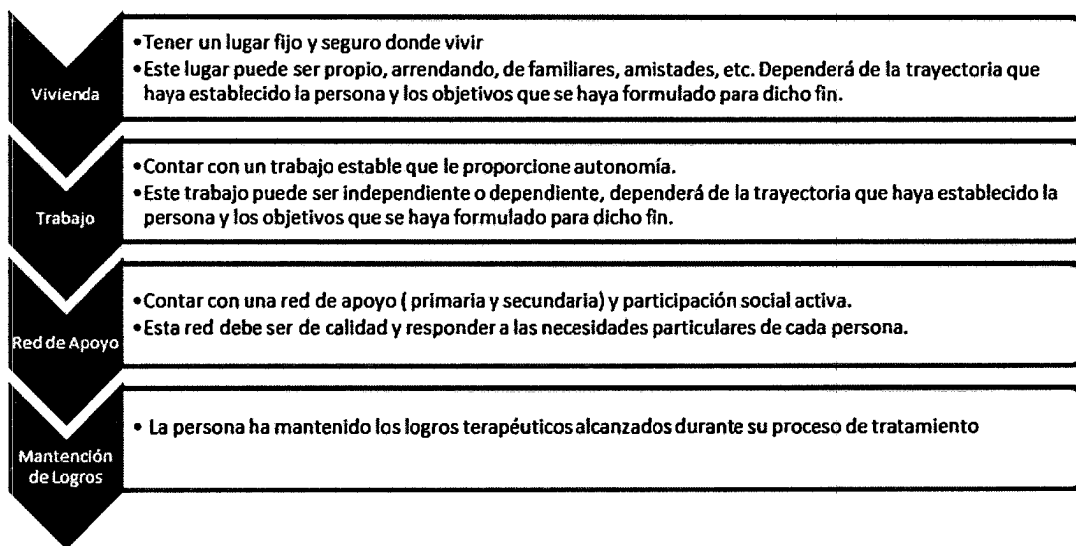 Vivienda
•Tener un lugar fijo y seguro donde vivir
•Este lugar puede ser propio, arrendando, de familiares, amistades, etc. Dependerá de la trayectoria que
haya establecido la persona y los objetivos que se haya formulado para dicho fin.
Trabajo
•Contar con un trabajo estable que le proporcione autonomía.
•Este trabajo puede ser independiente o dependiente, dependerá de la trayectoria que haya establecido la
persona y los objetivos que se haya formulado para dicho fin.
Red de Apoyo
•Contar con una red de apoyo ( primaria y secundaria) y participación social activa.
•Esta red debe ser de calidad y responder a las necesidades particulares de cada persona.
Mantención
de Logros
• La persona ha mantenido los logros terapéuticos alcanzados durante su proceso de tratamiento